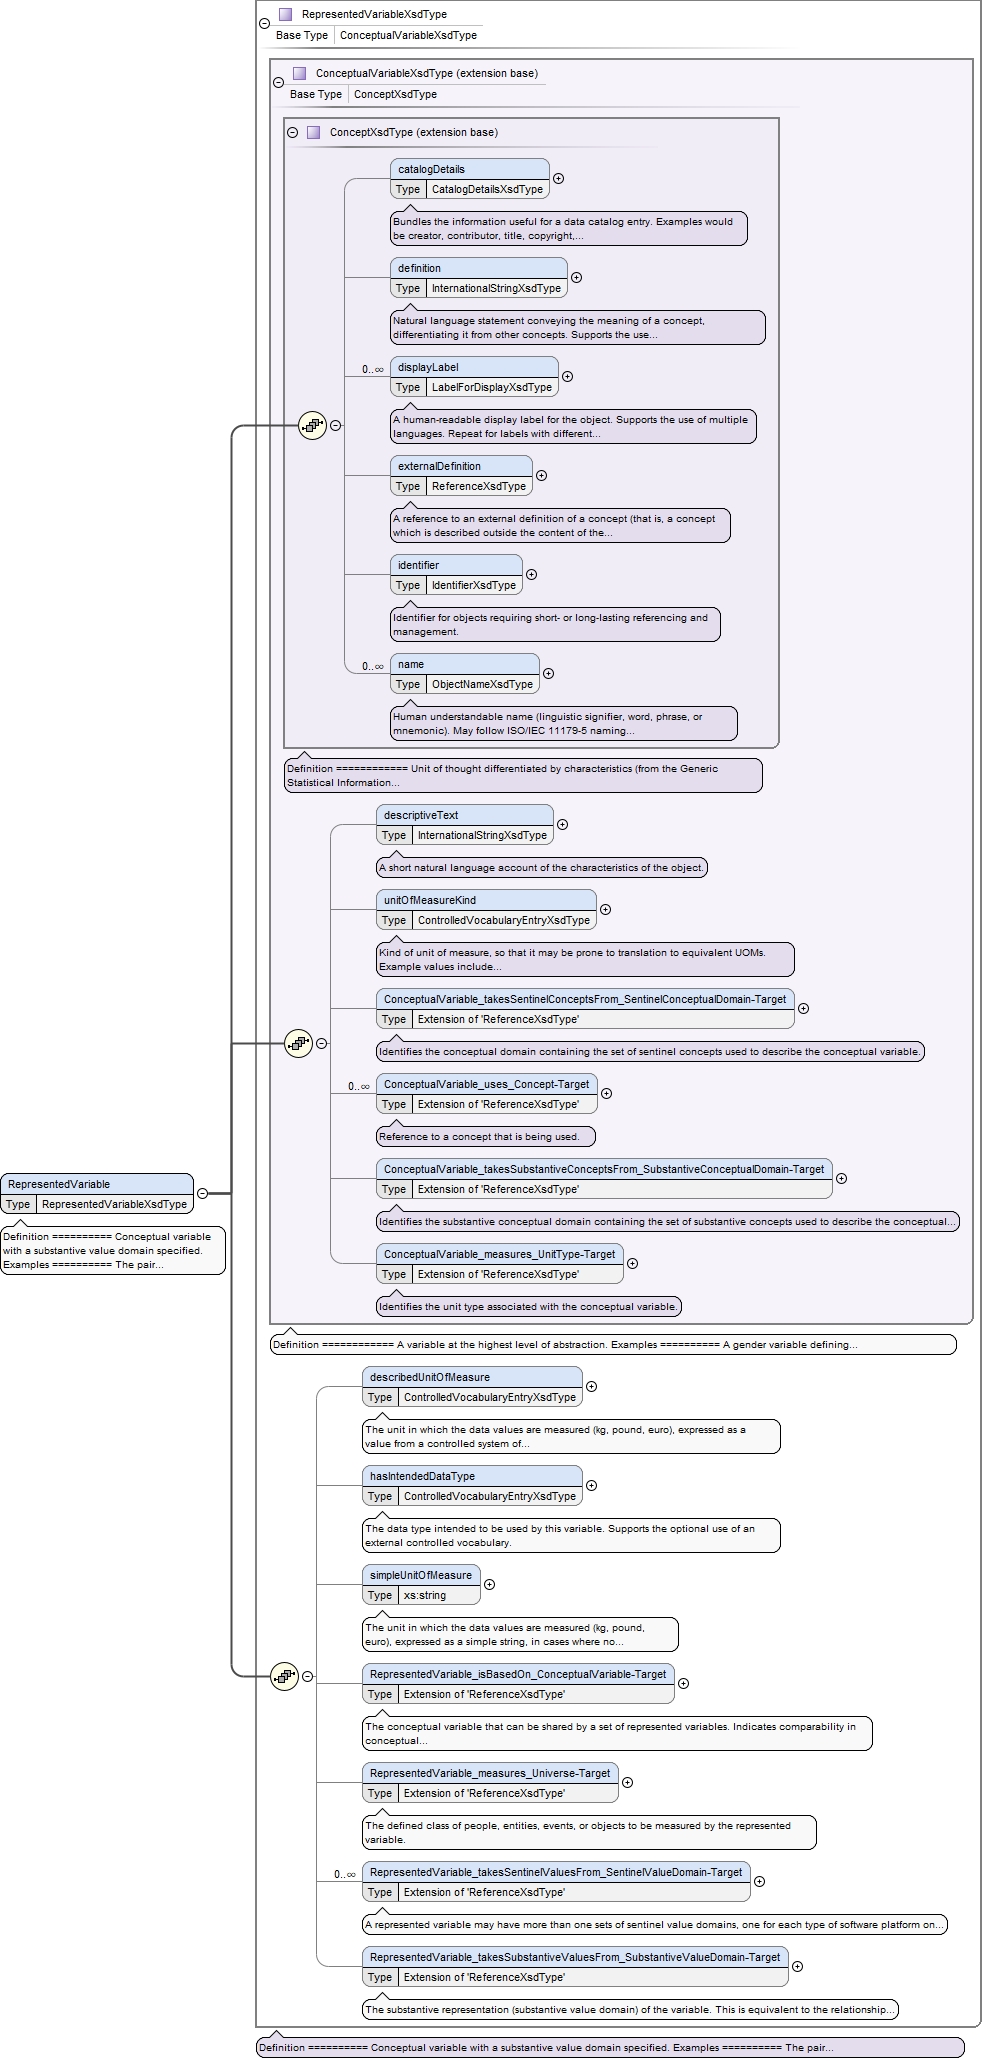 RepresentedVariableXsdType
Base Type ConceptualVariableXsdType
ConceptualVariableXsdType (extension base)
Base Type ConceptXsdType
ConceptXsdType (extension base)
catalogDetails
Type CatalogDetailsXsdType
Bundles the information useful for a data catalog entry. Examples would
be creator, contributor, title, copyright,...
definition
Type InternationalStringXsdType
Natural language statement conveying the meaning of a concept,
differentiating it from other concepts. Supports the use...
0..∞
displayLabel
Type LabelForDisplayXsdType
A human-readable display label for the object. Supports the use of multiple
languages. Repeat for labels with different...
externalDefinition
Type ReferenceXsdType
A reference to an external definition of a concept (that is, a concept
which is described outside the content of the...
identifier
Type IdentifierXsdType
Identifier for objects requiring short- or long-lasting referencing and
management.
0..∞
name
Type ObjectNameXsdType
Human understandable name (linguistic signifier, word, phrase, or
mnemonic). May follow ISO/IEC 11179-5 naming...
Definition ============ Unit of thought differentiated by characteristics (from the Generic
Statistical Information...
descriptiveText
Type InternationalStringXsdType
A short natural language account of the characteristics of the object.
unitOfMeasureKind
Type ControlledVocabularyEntryXsdType
Kind of unit of measure, so that it may be prone to translation to equivalent UOMs.
Example values include...
ConceptualVariable_takesSentinelConceptsFrom_SentinelConceptualDomain-Target
Type Extension of 'ReferenceXsdType'
Identifies the conceptual domain containing the set of sentinel concepts used to describe the conceptual variable.
0..∞
ConceptualVariable_uses_Concept-Target
Type Extension of 'ReferenceXsdType'
Reference to a concept that is being used.
ConceptualVariable_takesSubstantiveConceptsFrom_SubstantiveConceptualDomain-Target
Type Extension of 'ReferenceXsdType'
Identifies the substantive conceptual domain containing the set of substantive concepts used to describe the conceptual...
ConceptualVariable_measures_UnitType-Target
Type Extension of 'ReferenceXsdType'
Identifies the unit type associated with the conceptual variable.
RepresentedVariable
Type RepresentedVariableXsdType
Definition ========== Conceptual variable
with a substantive value domain specified.
Examples ========== The pair...
Definition ============ A variable at the highest level of abstraction. Examples ========== A gender variable defining...
describedUnitOfMeasure
Type ControlledVocabularyEntryXsdType
The unit in which the data values are measured (kg, pound, euro), expressed as a
value from a controlled system of...
hasIntendedDataType
Type ControlledVocabularyEntryXsdType
The data type intended to be used by this variable. Supports the optional use of an
external controlled vocabulary.
simpleUnitOfMeasure
Type xs:string
The unit in which the data values are measured (kg, pound,
euro), expressed as a simple string, in cases where no...
RepresentedVariable_isBasedOn_ConceptualVariable-Target
Type Extension of 'ReferenceXsdType'
The conceptual variable that can be shared by a set of represented variables. Indicates comparability in
conceptual...
RepresentedVariable_measures_Universe-Target
Type Extension of 'ReferenceXsdType'
The defined class of people, entities, events, or objects to be measured by the represented
variable.
0..∞
RepresentedVariable_takesSentinelValuesFrom_SentinelValueDomain-Target
Type Extension of 'ReferenceXsdType'
A represented variable may have more than one sets of sentinel value domains, one for each type of software platform on...
RepresentedVariable_takesSubstantiveValuesFrom_SubstantiveValueDomain-Target
Type Extension of 'ReferenceXsdType'
The substantive representation (substantive value domain) of the variable. This is equivalent to the relationship...
Definition ========== Conceptual variable with a substantive value domain specified. Examples ========== The pair...